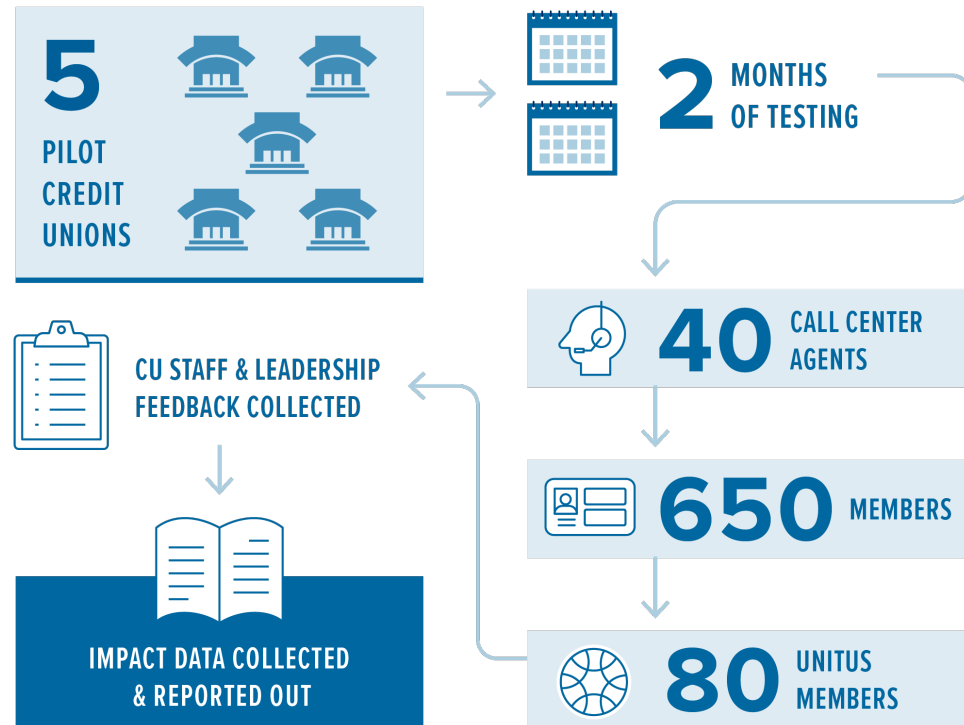 5
PILOT
CREDIT
UNIONS
2
MONTHS
OF TESTING
40
CALL CENTER
AGENTS
650
MEMBERS
80
UNITUS
MEMBERS
CU STAFF & LEADERSHIP
FEEDBACK COLLECTED
IMPACT DATA COLLECTED
& REPORTED OUT